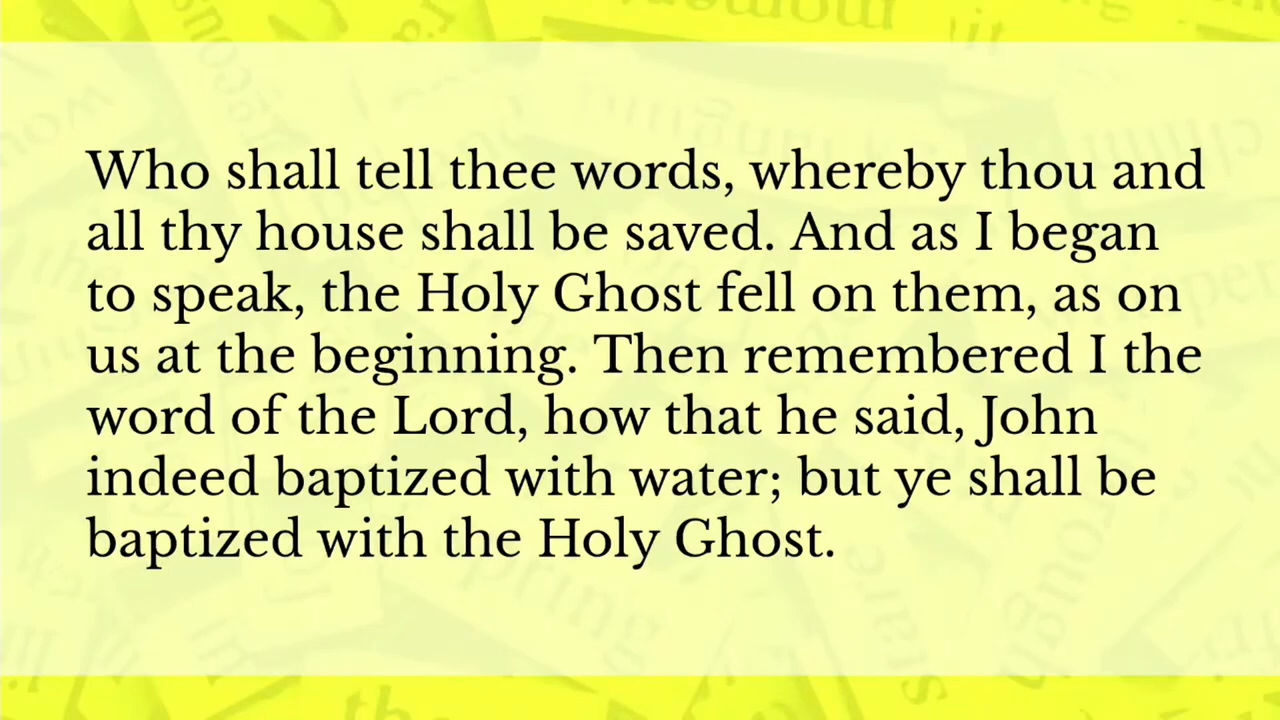 Who shall tell thee words, whereby thou and
all thy house shall be saved. And as I began
to speak, the Holy Ghost fell on them, as on
us at the beginning. Then remembered I the
word of the Lord, how that he said, John
indeed baptized with water; but ye shall be
baptized with the Holy Ghost.